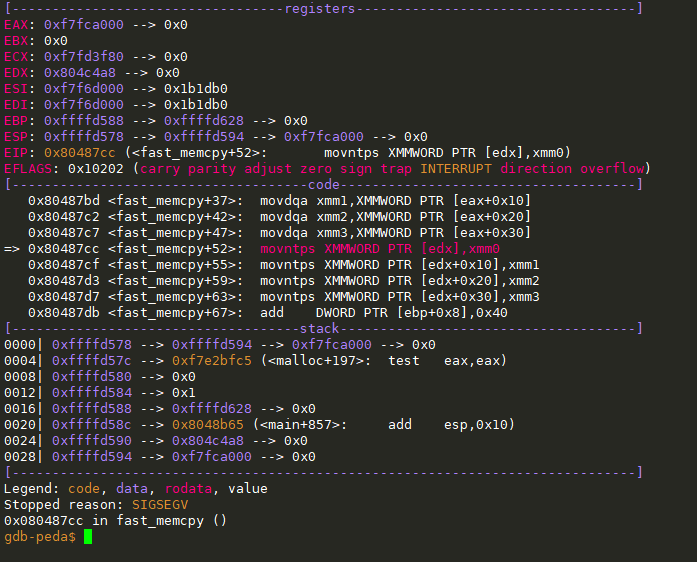 [----------------------------------registers-----------------------------------]
EAX: 0xf7fca000 --> 0x0
EBX: 0x0
ECX: 0xf7fd3f80 --> 0x0
EDX: 0x804c4a8 --> 0x0
ESI: 0xf7f6d000 --> 0x1b1db0
EDI: 0xf7f6d000 --> 0x1b1db0
EBP: 0xffffd588 --> 0xffffd628 --> 0x0
ESP: 0xffffd578 --> 0xffffd594 --> 0xf7fca000 --> 0x0
EIP: 0x80487cc (<fast_memcpy+52>:	movntps XMMWORD PTR [edx],xmm0)
EFLAGS: 0x10202 (carry parity adjust zero sign trap INTERRUPT direction overflow)
[-------------------------------------code-------------------------------------]
   0x80487bd <fast_memcpy+37>:	movdqa xmm1,XMMWORD PTR [eax+0x10]
   0x80487c2 <fast_memcpy+42>:	movdqa xmm2,XMMWORD PTR [eax+0x20]
   0x80487c7 <fast_memcpy+47>:	movdqa xmm3,XMMWORD PTR [eax+0x30]
=> 0x80487cc <fast_memcpy+52>:	movntps XMMWORD PTR [edx],xmm0
   0x80487cf <fast_memcpy+55>:	movntps XMMWORD PTR [edx+0x10],xmm1
   0x80487d3 <fast_memcpy+59>:	movntps XMMWORD PTR [edx+0x20],xmm2
   0x80487d7 <fast_memcpy+63>:	movntps XMMWORD PTR [edx+0x30],xmm3
   0x80487db <fast_memcpy+67>:	add    DWORD PTR [ebp+0x8],0x40
[------------------------------------stack-------------------------------------]
0000| 0xffffd578 --> 0xffffd594 --> 0xf7fca000 --> 0x0
0004| 0xffffd57c --> 0xf7e2bfc5 (<malloc+197>:	test   eax,eax)
0008| 0xffffd580 --> 0x0
0012| 0xffffd584 --> 0x1
0016| 0xffffd588 --> 0xffffd628 --> 0x0
0020| 0xffffd58c --> 0x8048b65 (<main+857>:	add    esp,0x10)
0024| 0xffffd590 --> 0x804c4a8 --> 0x0
0028| 0xffffd594 --> 0xf7fca000 --> 0x0
[------------------------------------------------------------------------------]
Legend: code, data, rodata, value
Stopped reason: SIGSEGV
0x080487cc in fast_memcpy ()
gdb-peda$